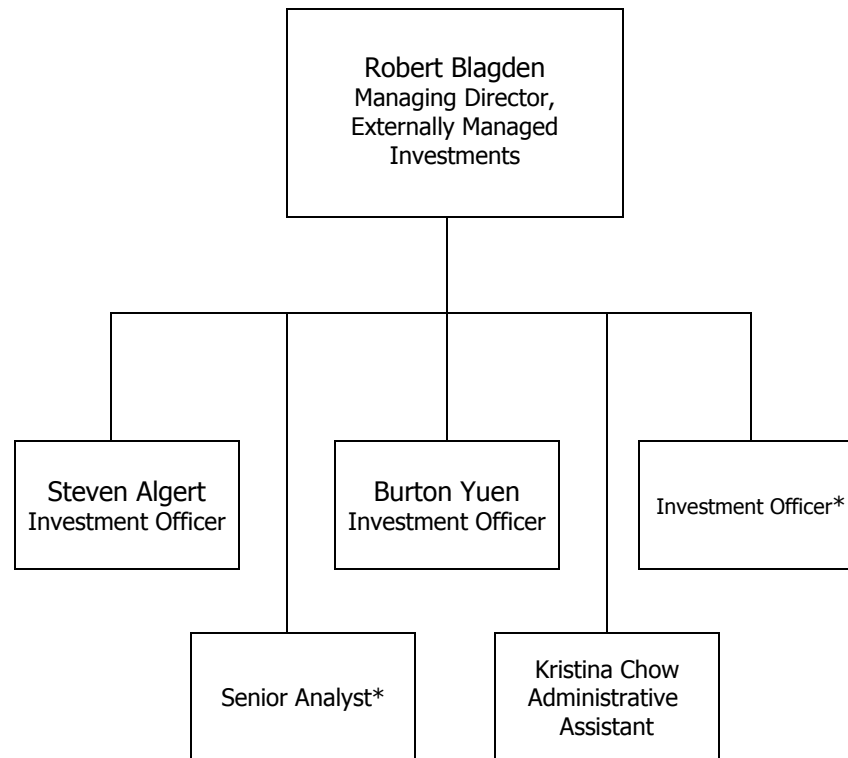 Robert Blagden
Managing Director,
Externally Managed
Investments
Steven Algert
Investment Officer
Burton Yuen
Investment Officer
Investment Officer*
Senior Analyst*
Kristina Chow
Administrative
Assistant